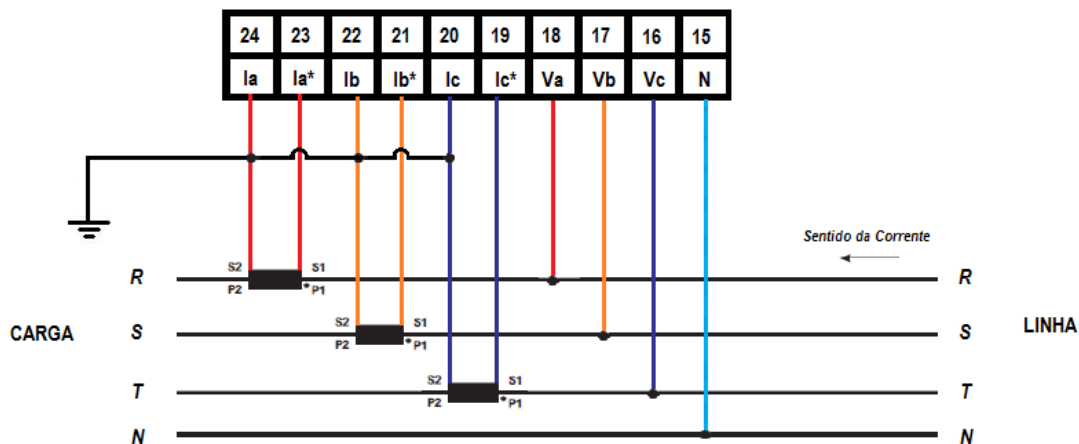 24 23 22 21 20 19 18 17 16 15
Ia Ia* Ib Ib* Ic Ic* Va Vb Vc N
Sentido da Corrente
S2 S1
R R
P2 *P1
S2 S1
CARGA S S LINHA
P2 *P1
S2 S1
T T
P2 *P1
N N